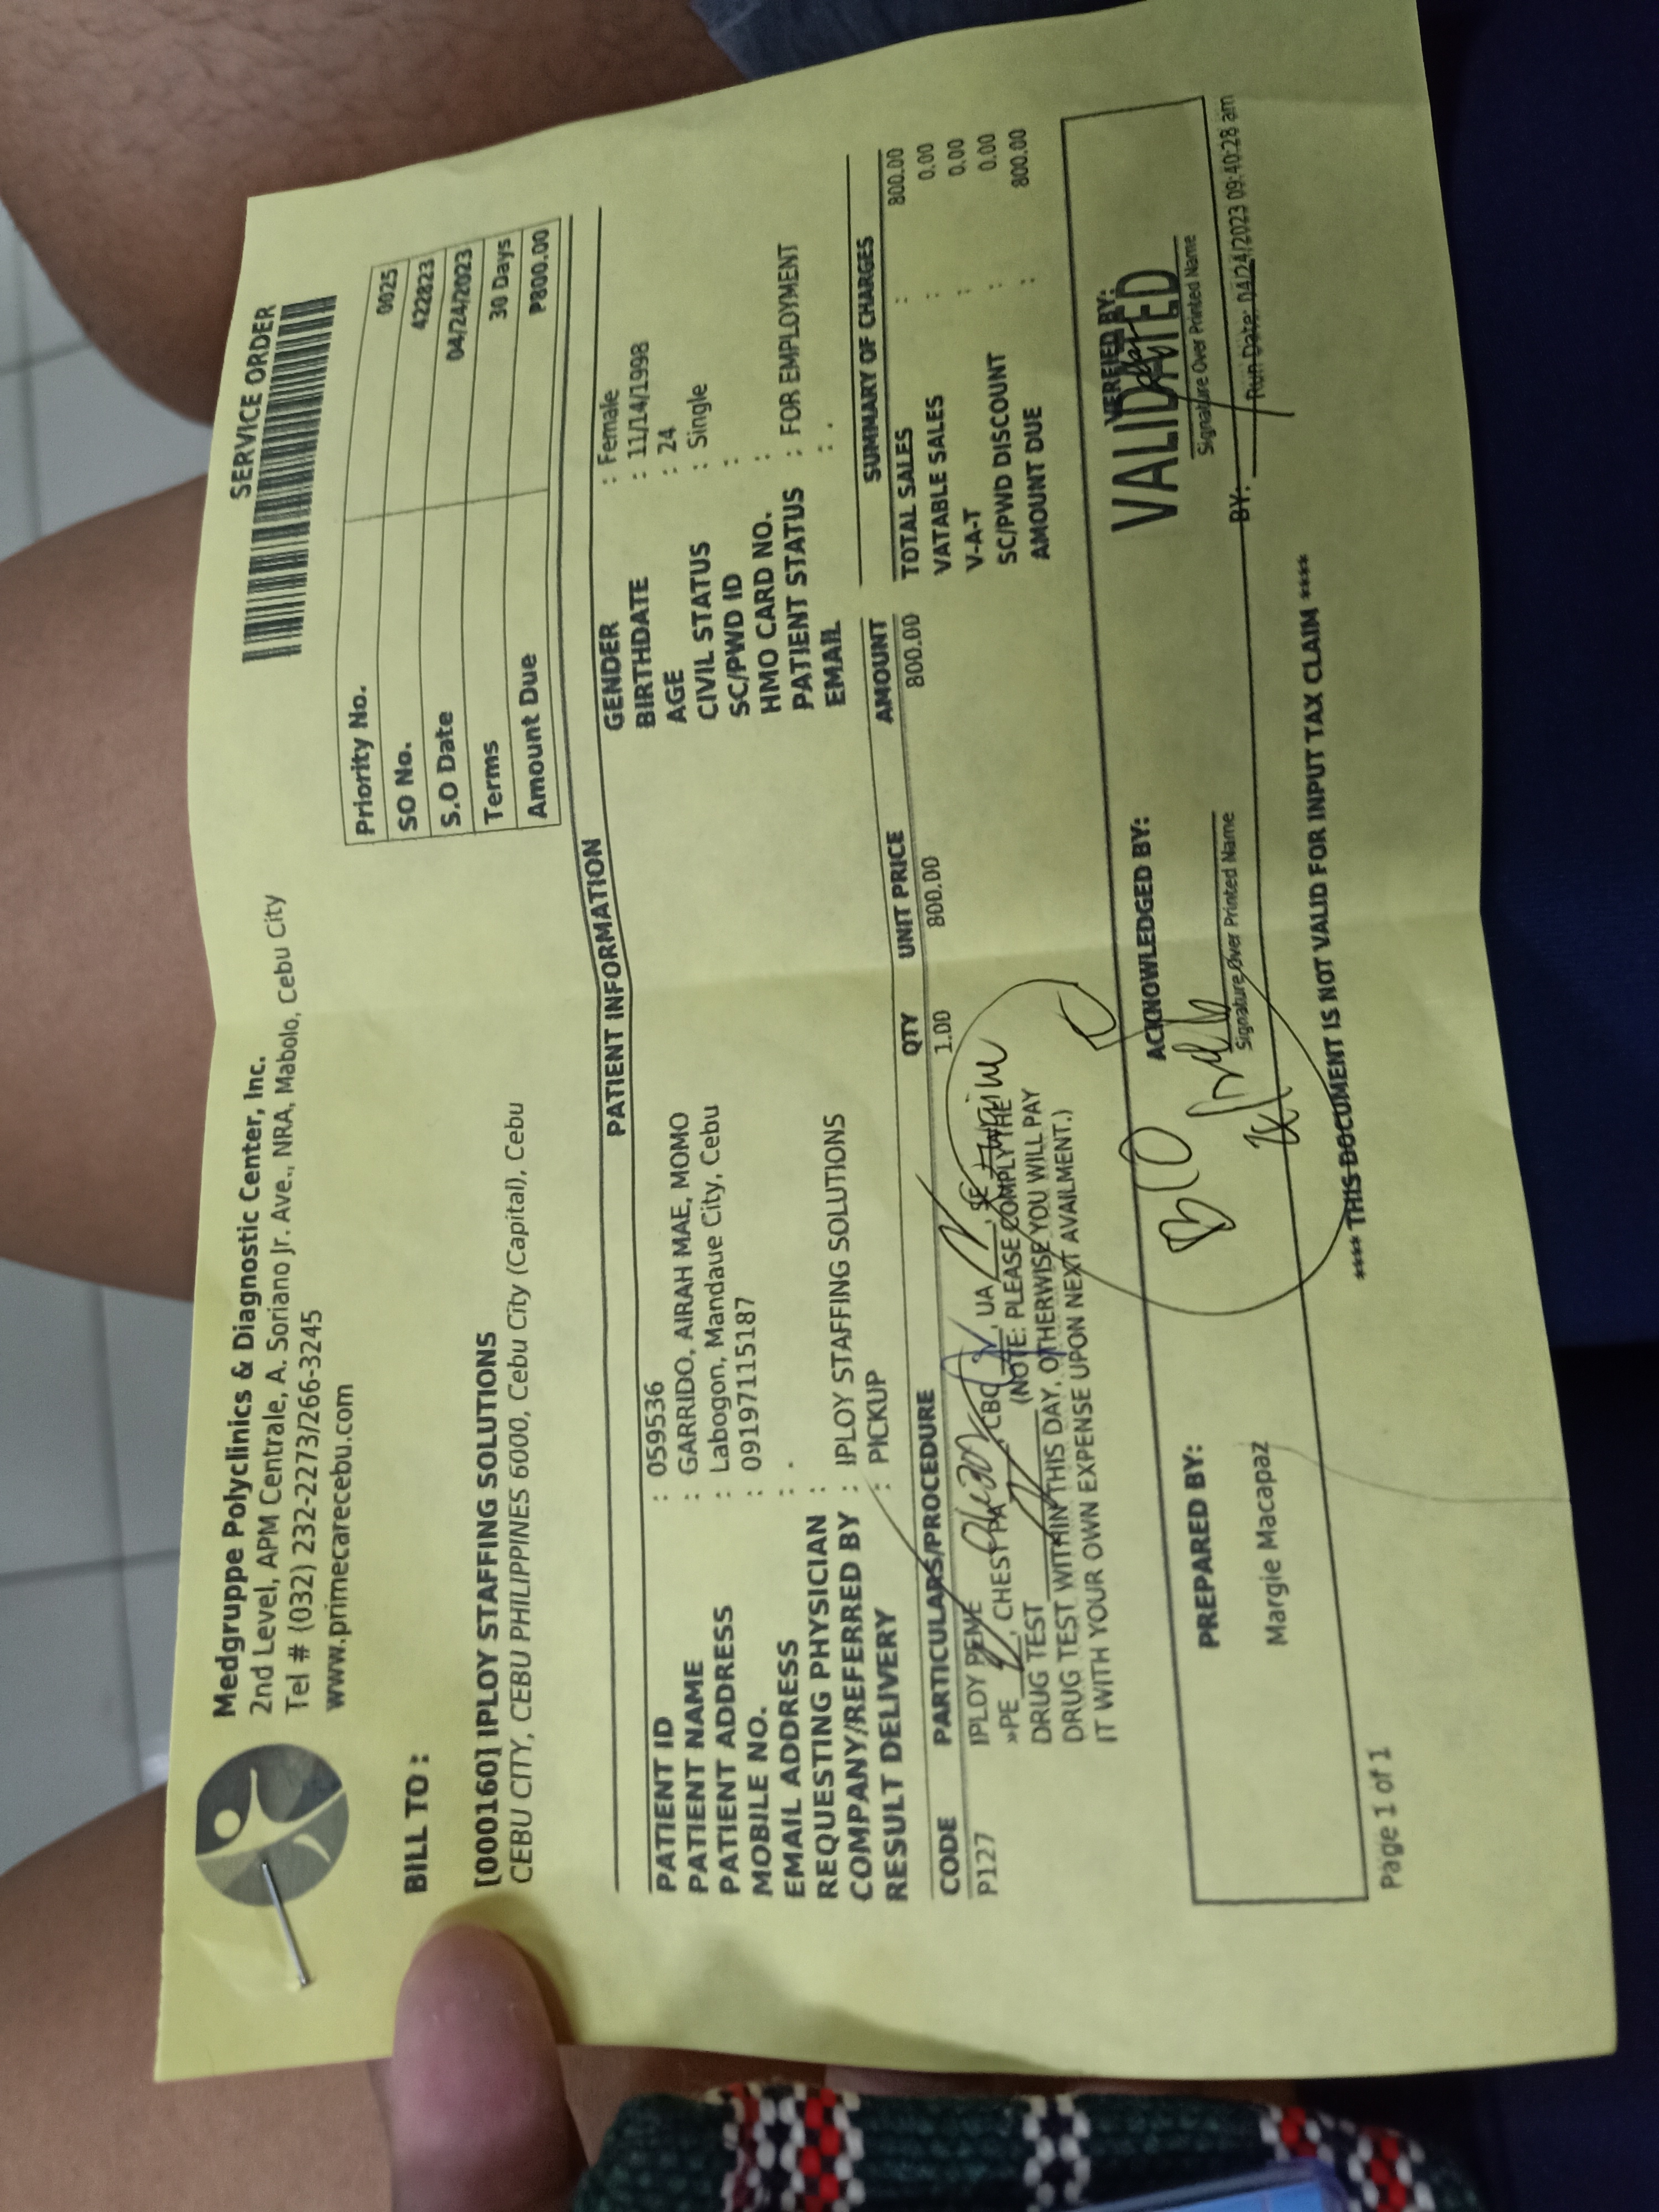 SERVICE ORDER
Medgruppe Polyclinics & Diagnostic Center, Inc.
2nd Level, APM Centrale, A. Soriano Jr. Ave., NRA, Mabolo, Cebu City
Tel # (032) 232-2273/266-3245
www.primecarecebu.com
Priority No. 0025
SO No. 422823
S.O Date 04/24/2023
Terms 30 Days
Amount Due P800.00
BILL TO :
[000160] IPLOY STAFFING SOLUTIONS
CEBU CITY, CEBU PHILIPPINES 6000, Cebu City (Capital), Cebu
PATIENT INFORMATION
PATIENT ID : 059536
PATIENT NAME : GARRIDO, AIRAH MAE, MOMO
PATIENT ADDRESS : Labogon, Mandaue City, Cebu
MOBILE NO. : 09197115187
EMAIL ADDRESS : .
REQUESTING PHYSICIAN :
COMPANY/REFERRED BY : IPLOY STAFFING SOLUTIONS
RESULT DELIVERY : PICKUP
GENDER : Female
BIRTHDATE : 11/14/1998
AGE : 24
CIVIL STATUS : Single
SC/PWD ID :
HMO CARD NO. :
PATIENT STATUS : FOR EMPLOYMENT
EMAIL : .
CODE PARTICULARS/PROCEDURE QTY UNIT PRICE AMOUNT
P127 IPLOY PEME 1.00 800.00 800.00
»PE , CHEST PA , CBC , UA , SE
DRUG TEST (NOTE: PLEASE COMPLY THE
DRUG TEST WITHIN THIS DAY, OTHERWISE YOU WILL PAY
IT WITH YOUR OWN EXPENSE UPON NEXT AVAILMENT.)
SUMMARY OF CHARGES
TOTAL SALES : 800.00
VATABLE SALES : 0.00
V-A-T : 0.00
SC/PWD DISCOUNT : 0.00
AMOUNT DUE : 800.00
PREPARED BY:
Margie Macapaz
ACKNOWLEDGED BY:
Signature Over Printed Name
VEREIED BY:
VALIDATED
Signature Over Printed Name
BY:
Run Date: 04/24/2023 09:40:28 am
**** THIS DOCUMENT IS NOT VALID FOR INPUT TAX CLAIM ****
Page 1 of 1